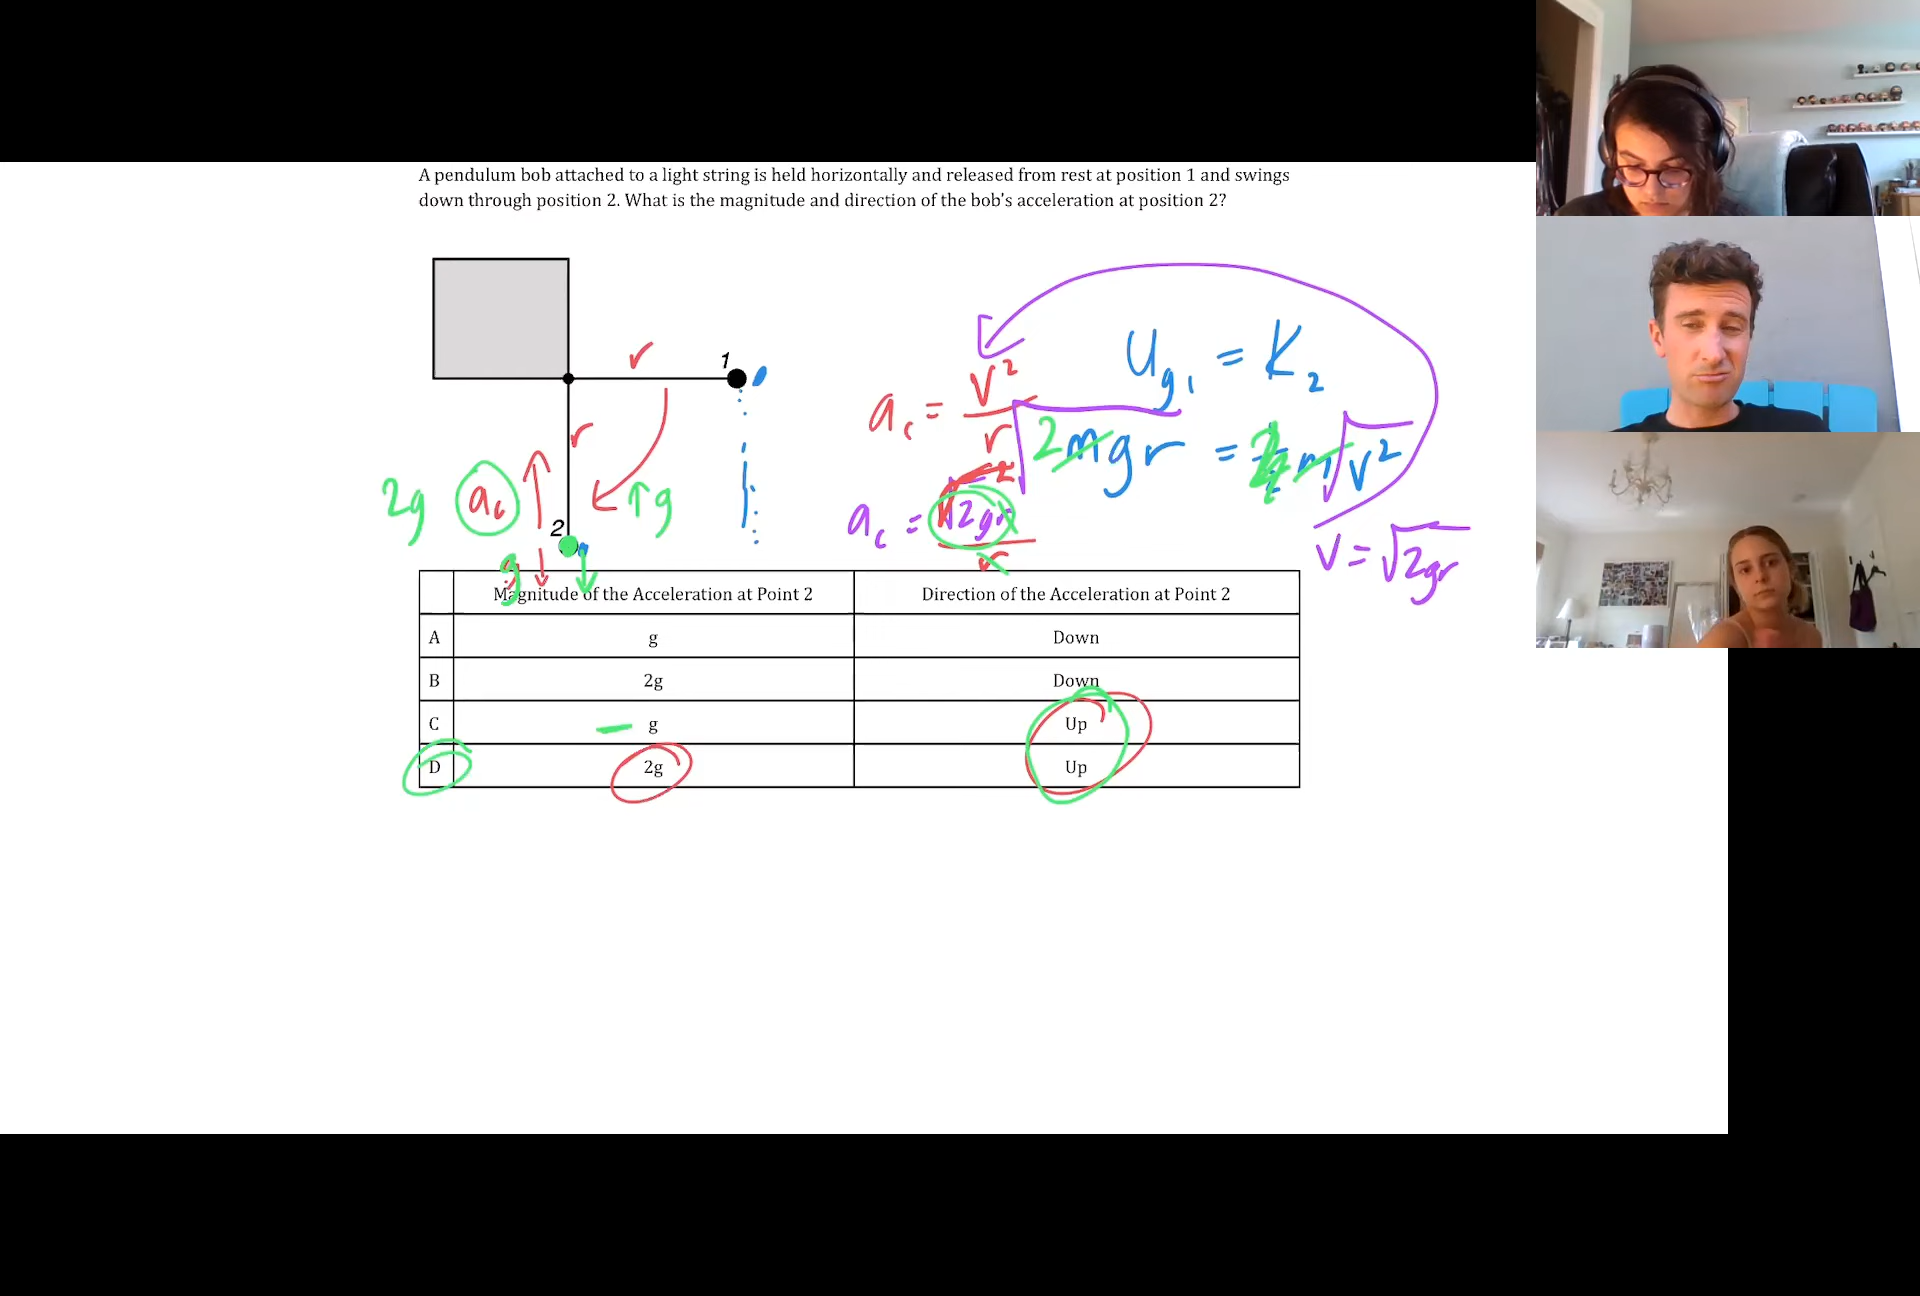 A pendulum bob attached to a light string is held horizontally and released from rest at position 1 and swings
down through position 2. What is the magnitude and direction of the bob's acceleration at position 2?
r
1
r
2g
a_c
↑g
2
g
a_c = v²/r
U_g1 = K_2
2mgr = ½mv²
a_c = 2gr/r
v = √2gr
Magnitude of the Acceleration at Point 2 Direction of the Acceleration at Point 2
A g Down
B 2g Down
C – g Up
D 2g Up